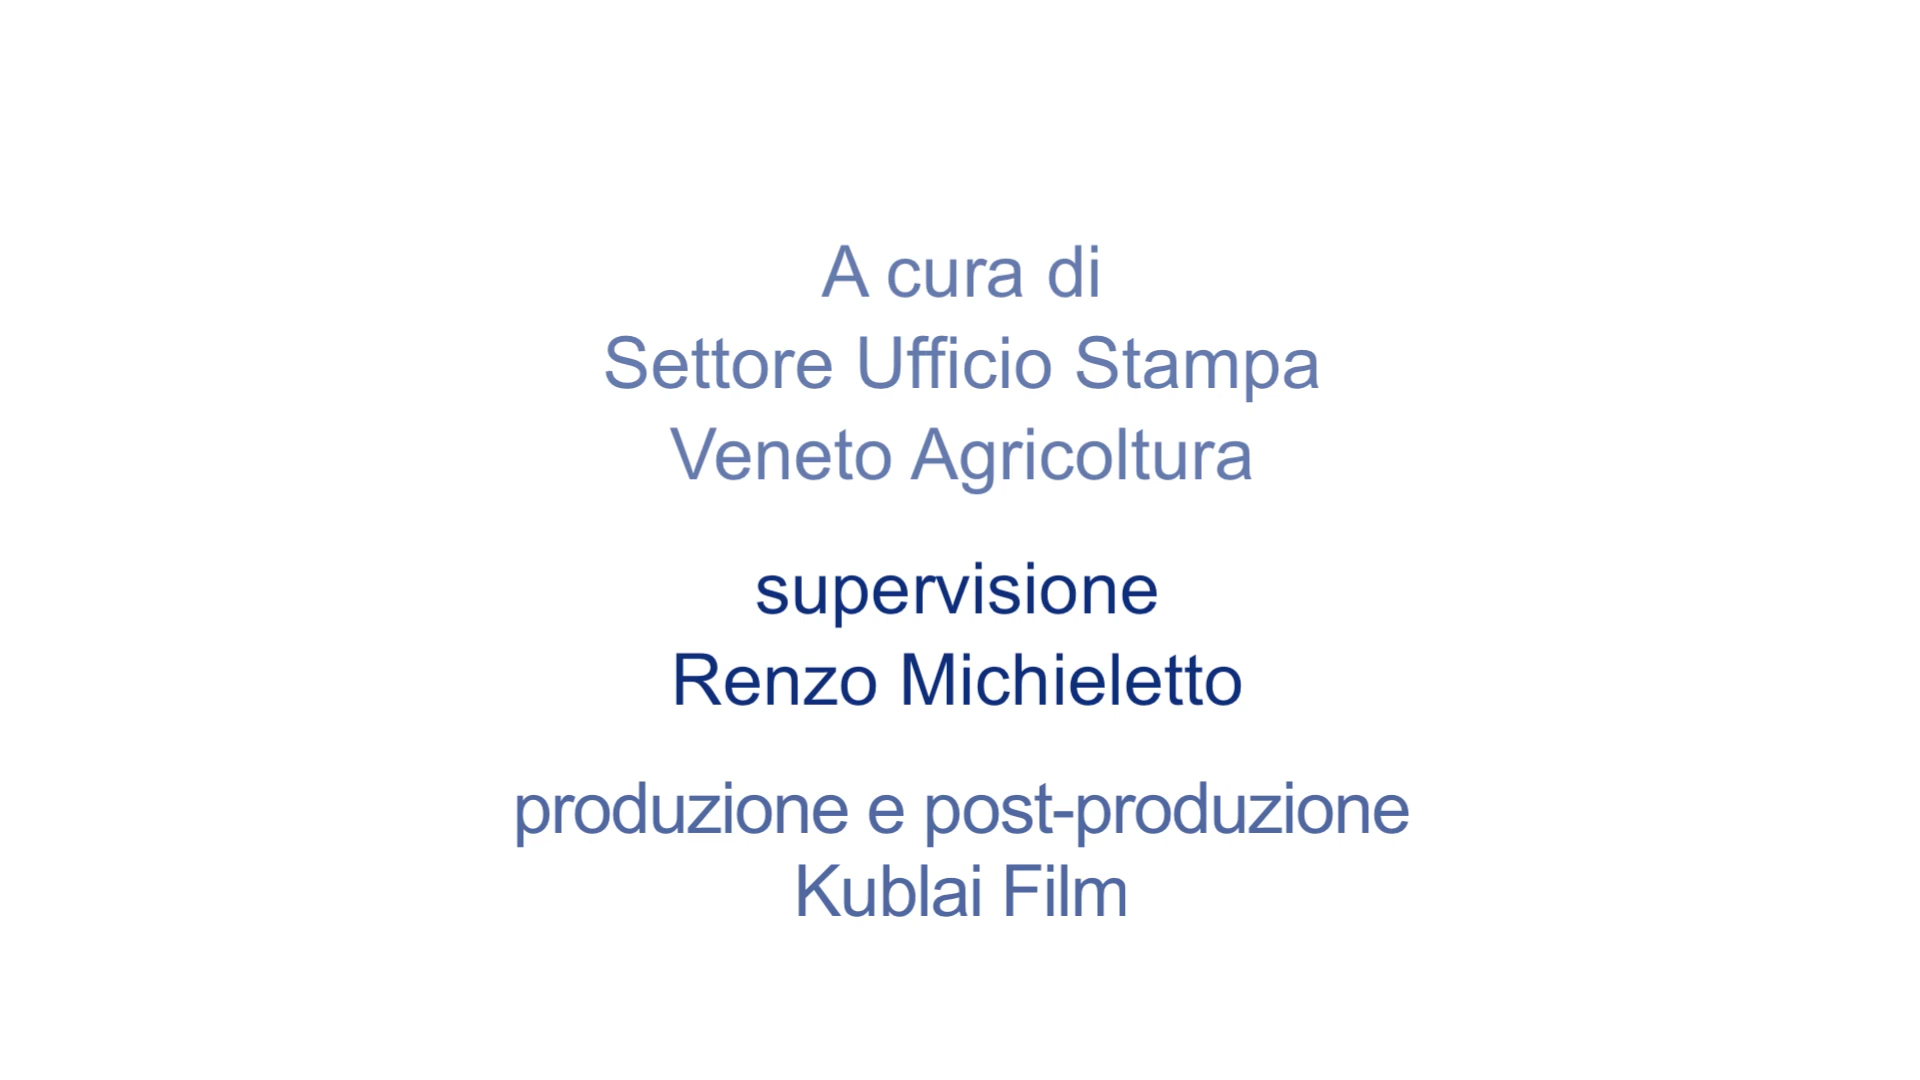 A cura di
Settore Ufficio Stampa
Veneto Agricoltura
supervisione
Renzo Michieletto
produzione e post-produzione
Kublai Film